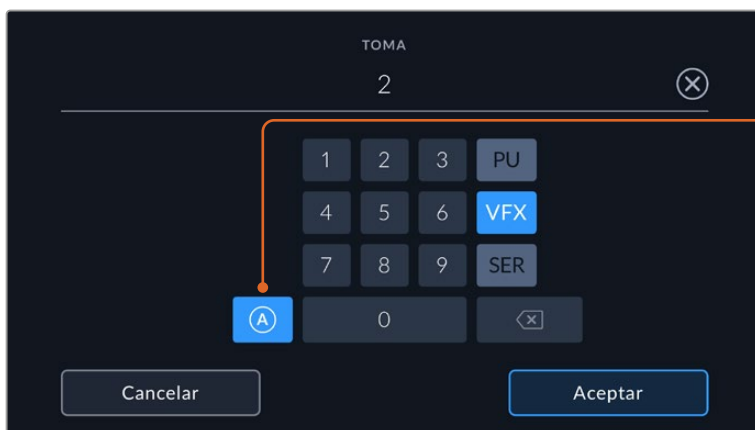 TOMA
2
1 2 3 PU
4 5 6 VFX
7 8 9 SER
A 0
Cancelar Aceptar